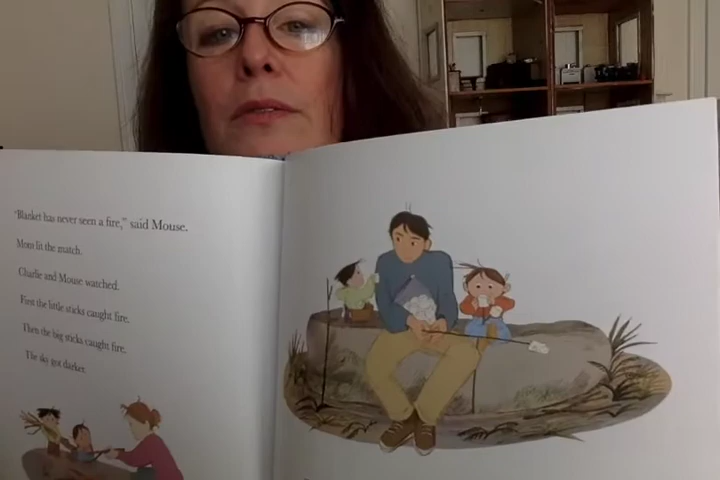 "Blanket has never seen a fire," said Mouse.
Mom lit the match.
Charlie and Mouse watched.
First the little sticks caught fire.
Then the big sticks caught fire.
The sky got darker.